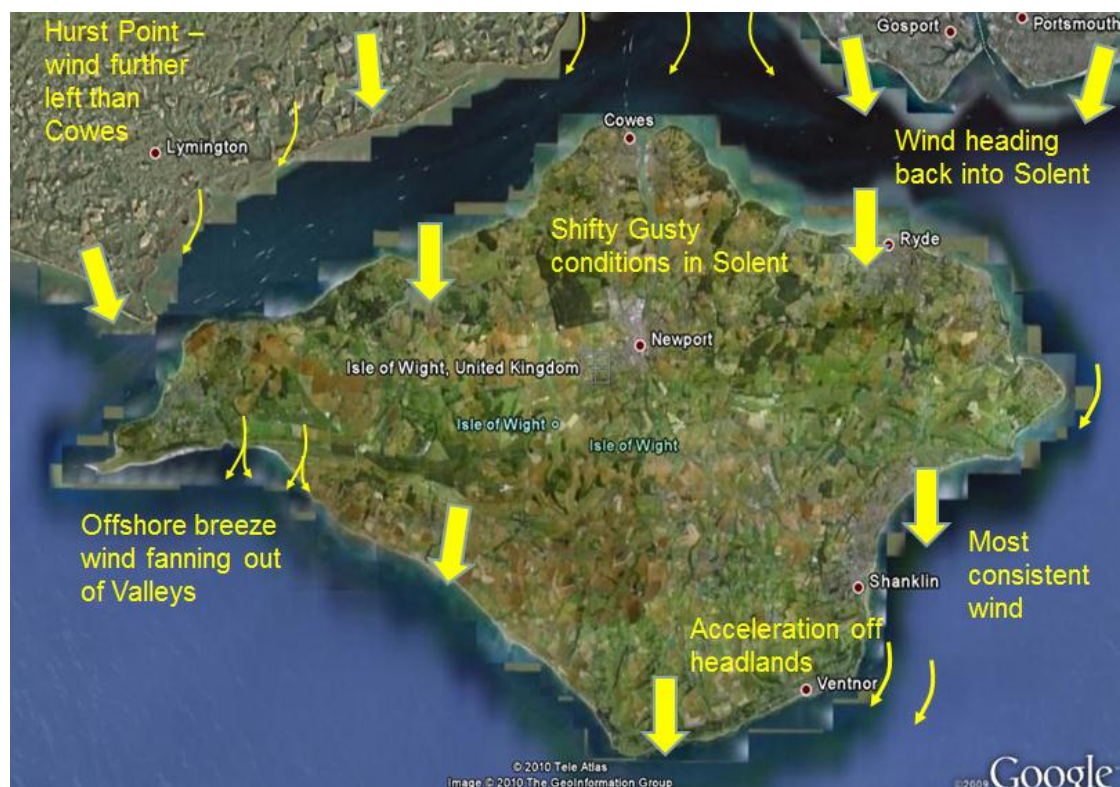 Hurst Point –
wind further
left than
Cowes
Gosport
Portsmouth
Lymington
Cowes
Wind heading
back into Solent
Shifty Gusty
conditions in Solent
Ryde
Newport
Isle of Wight, United Kingdom
Isle of Wight
Isle of Wight
Offshore breeze
wind fanning out
of Valleys
Most
consistent
wind
Shanklin
Acceleration off
headlands
Ventnor
© 2010 Tele Atlas
Image © 2010 The GeoInformation Group
©2009 Google